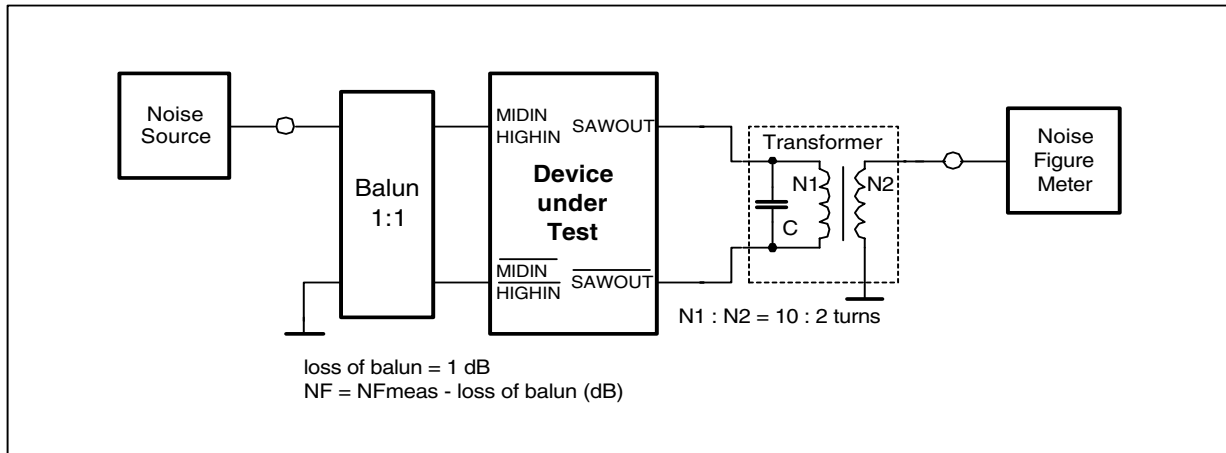 Noise
Source
Balun
1:1
MIDIN
HIGHIN
SAWOUT
Device
under
Test
MIDIN
HIGHIN
SAWOUT
Transformer
N1
N2
C
N1 : N2 = 10 : 2 turns
Noise
Figure
Meter
loss of balun = 1 dB
NF = NFmeas - loss of balun (dB)